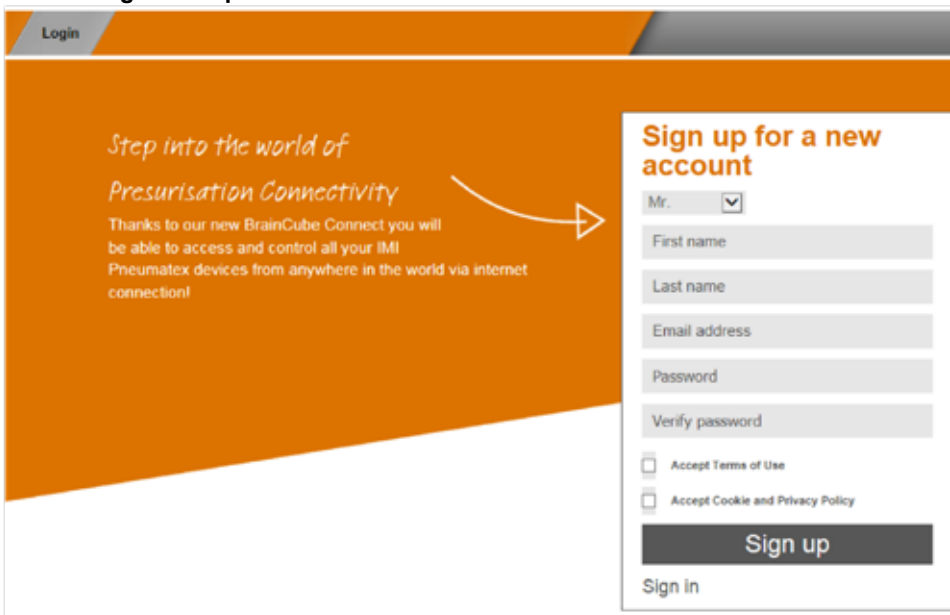 Login
Step into the world of
Presurisation Connectivity
Thanks to our new BrainCube Connect you will
be able to access and control all your IMI
Pneumatex devices from anywhere in the world via internet
connection!
Sign up for a new
account
Mr.
First name
Last name
Email address
Password
Verify password
Accept Terms of Use
Accept Cookie and Privacy Policy
Sign up
Sign in